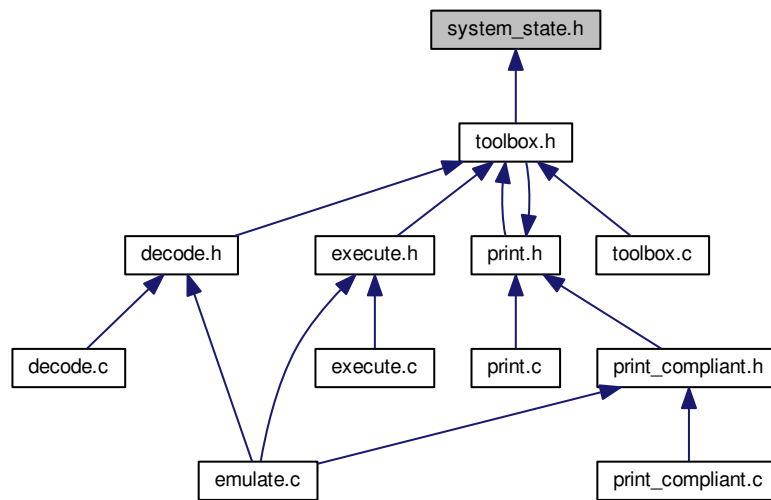 system_state.h
toolbox.h
decode.h
execute.h
print.h
toolbox.c
decode.c
execute.c
print.c
print_compliant.h
emulate.c
print_compliant.c